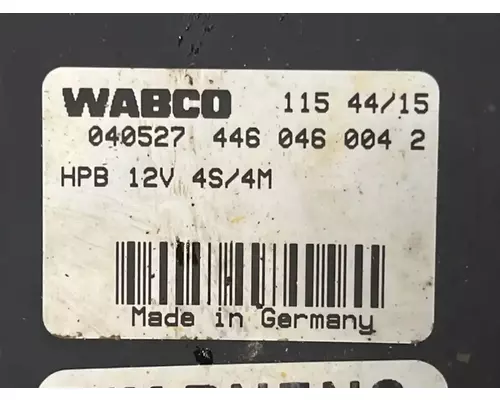 WABCO 115 44/15
040527 446 046 004 2
HPB 12V 4S/4M
Made in Germany